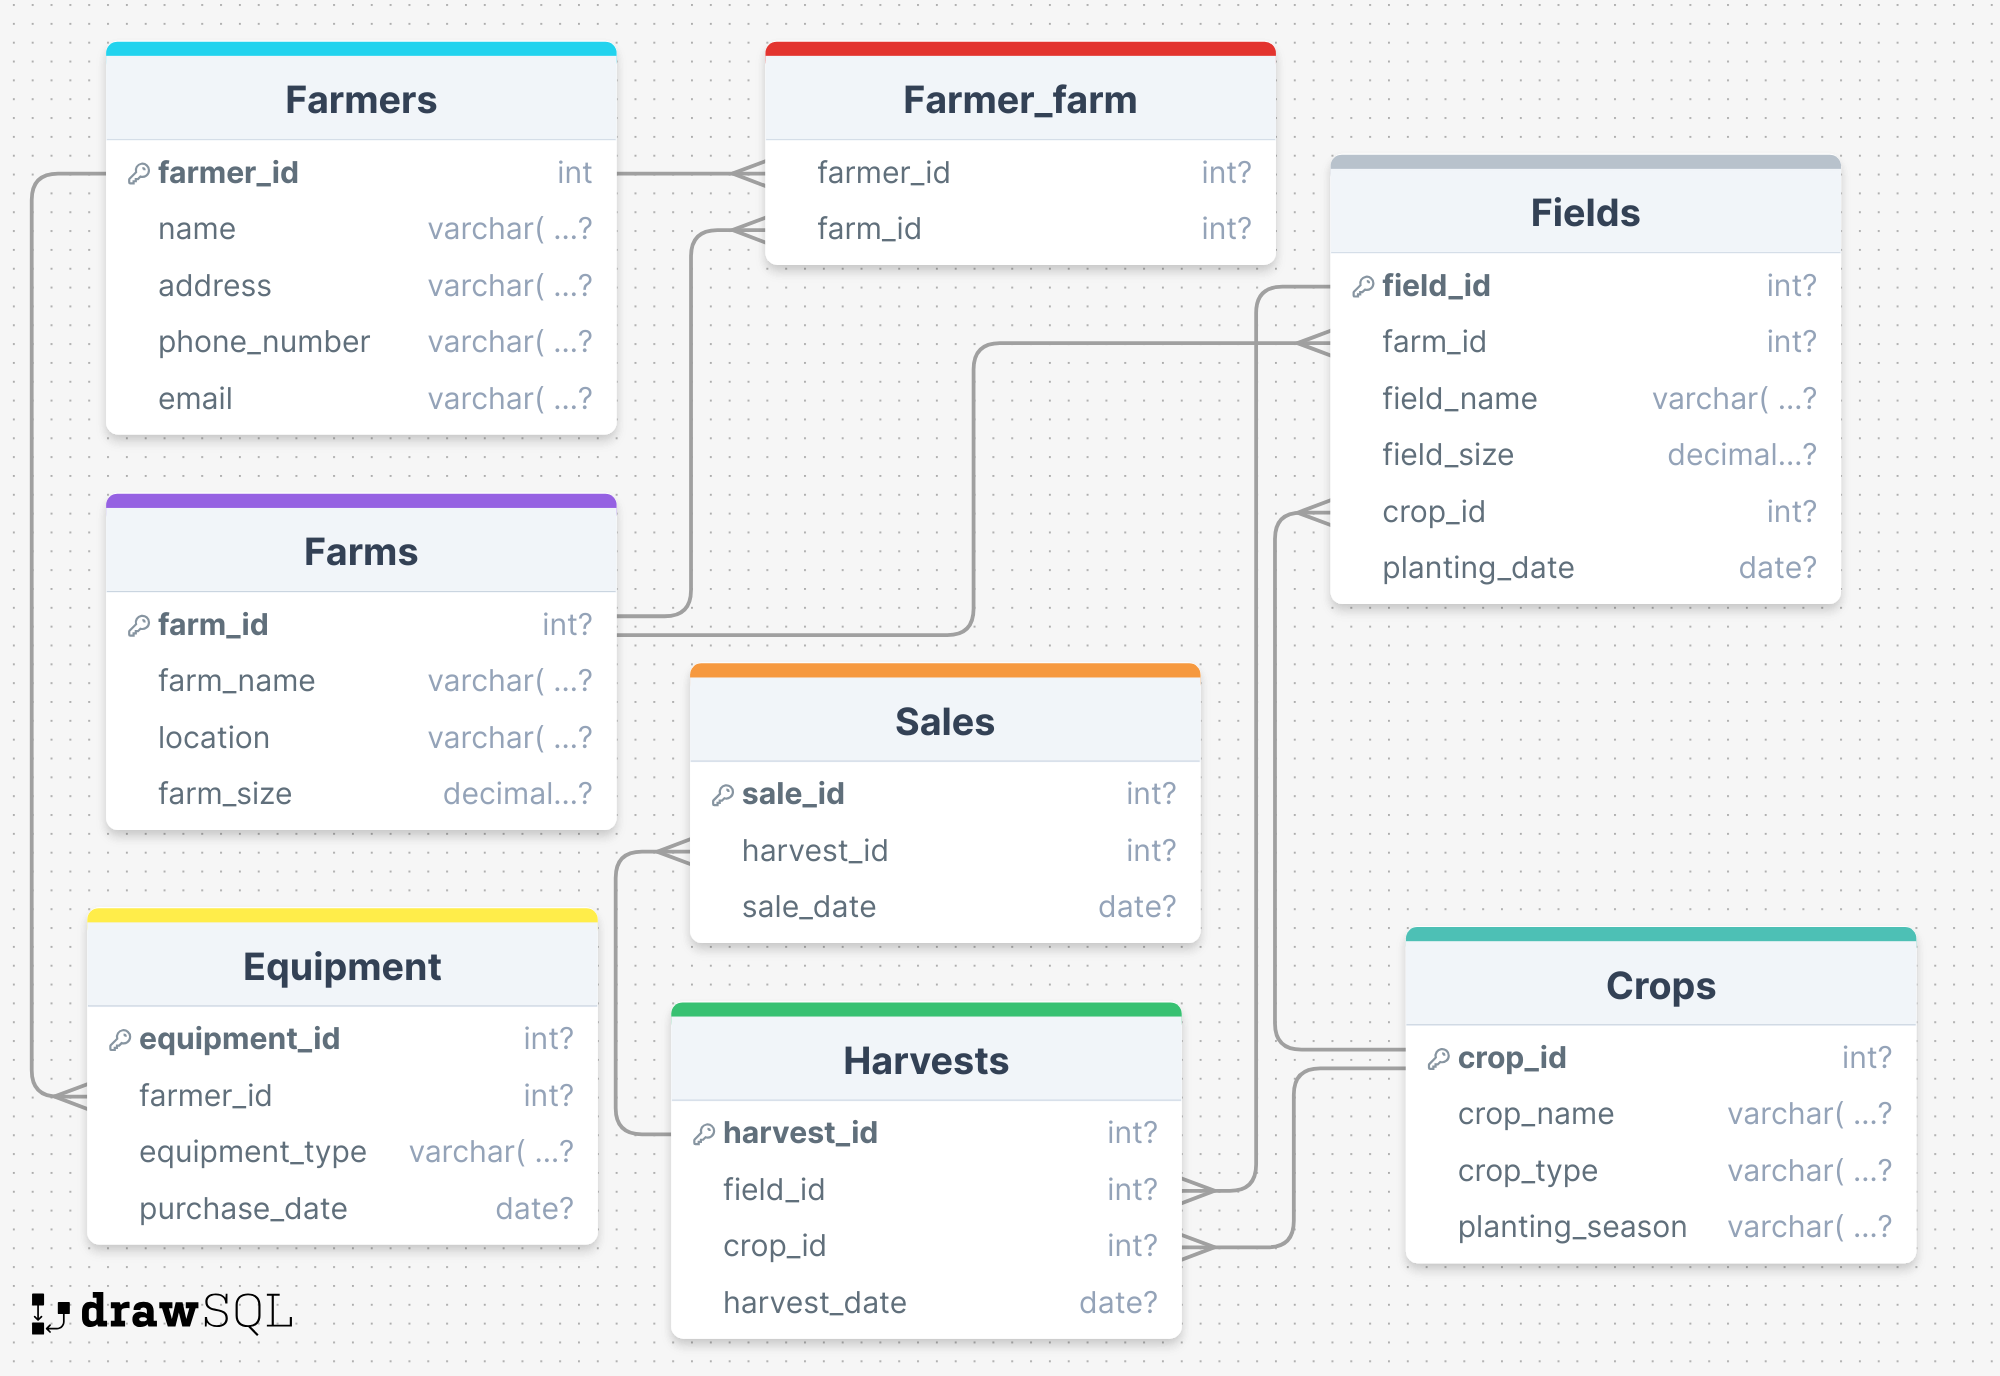 Farmers
farmer_id int
name varchar( ...?
address varchar( ...?
phone_number varchar( ...?
email varchar( ...?
Farmer_farm
farmer_id int?
farm_id int?
Fields
field_id int?
farm_id int?
field_name varchar( ...?
field_size decimal...?
crop_id int?
planting_date date?
Farms
farm_id int?
farm_name varchar( ...?
location varchar( ...?
farm_size decimal...?
Sales
sale_id int?
harvest_id int?
sale_date date?
Equipment
equipment_id int?
farmer_id int?
equipment_type varchar( ...?
purchase_date date?
Harvests
harvest_id int?
field_id int?
crop_id int?
harvest_date date?
Crops
crop_id int?
crop_name varchar( ...?
crop_type varchar( ...?
planting_season varchar( ...?
drawSQL